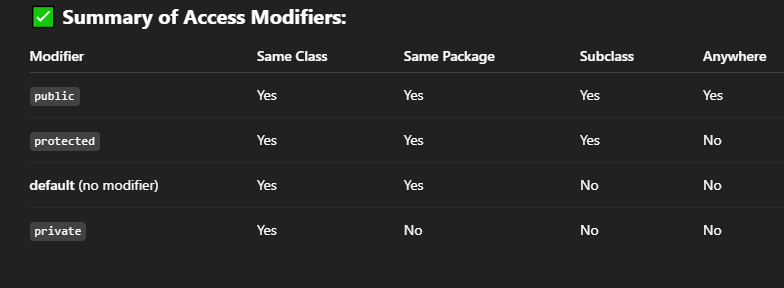 ✅ Summary of Access Modifiers:
Modifier Same Class Same Package Subclass Anywhere
public Yes Yes Yes Yes
protected Yes Yes Yes No
default (no modifier) Yes Yes No No
private Yes No No No